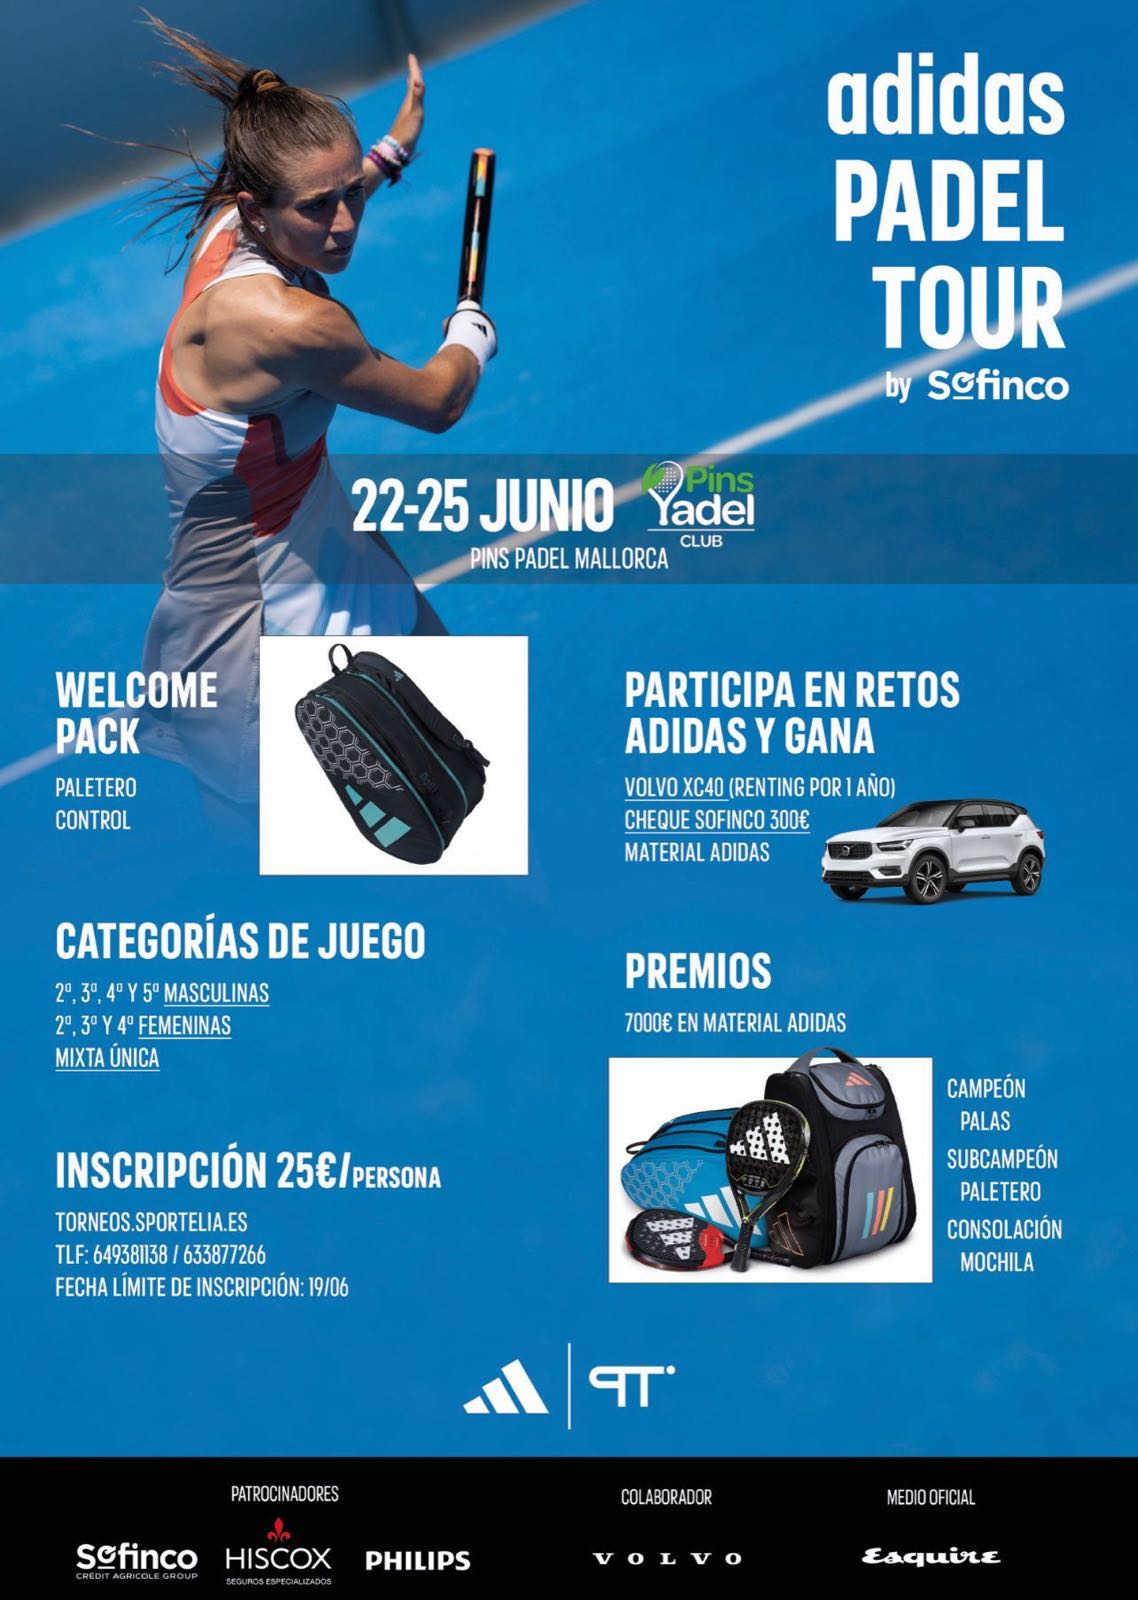 adidas
PADEL
TOUR
by Sofinco
22-25 JUNIO
Pins
Padel
CLUB
PINS PADEL MALLORCA
WELCOME
PACK
PALETERO
CONTROL
PARTICIPA EN RETOS
ADIDAS Y GANA
VOLVO XC40 (RENTING POR 1 AÑO)
CHEQUE SOFINCO 300€
MATERIAL ADIDAS
CATEGORÍAS DE JUEGO
2ª, 3ª, 4ª Y 5ª MASCULINAS
2ª, 3ª Y 4ª FEMENINAS
MIXTA ÚNICA
PREMIOS
7000€ EN MATERIAL ADIDAS
CAMPEÓN
PALAS
SUBCAMPEÓN
PALETERO
CONSOLACIÓN
MOCHILA
INSCRIPCIÓN 25€/PERSONA
TORNEOS.SPORTELIA.ES
TLF: 649381138 / 633877266
FECHA LÍMITE DE INSCRIPCIÓN: 19/06
PATROCINADORES
Sofinco
CRÉDIT AGRICOLE GROUP
HISCOX
SEGUROS ESPECIALIZADOS
PHILIPS
COLABORADOR
VOLVO
MEDIO OFICIAL
Esquire